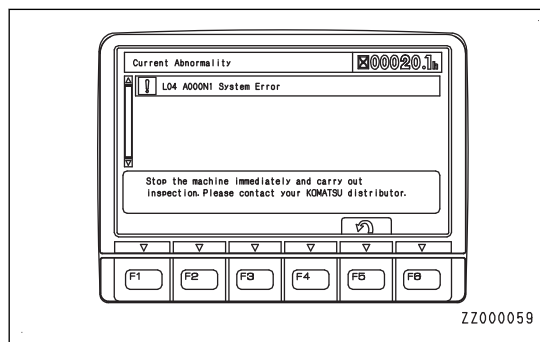 Current Abnormality 00020.1h
! L04 A000N1 System Error
Stop the machine immediately and carry out
inspection. Please contact your KOMATSU distributor.
F1 F2 F3 F4 F5 F6
ZZ000059